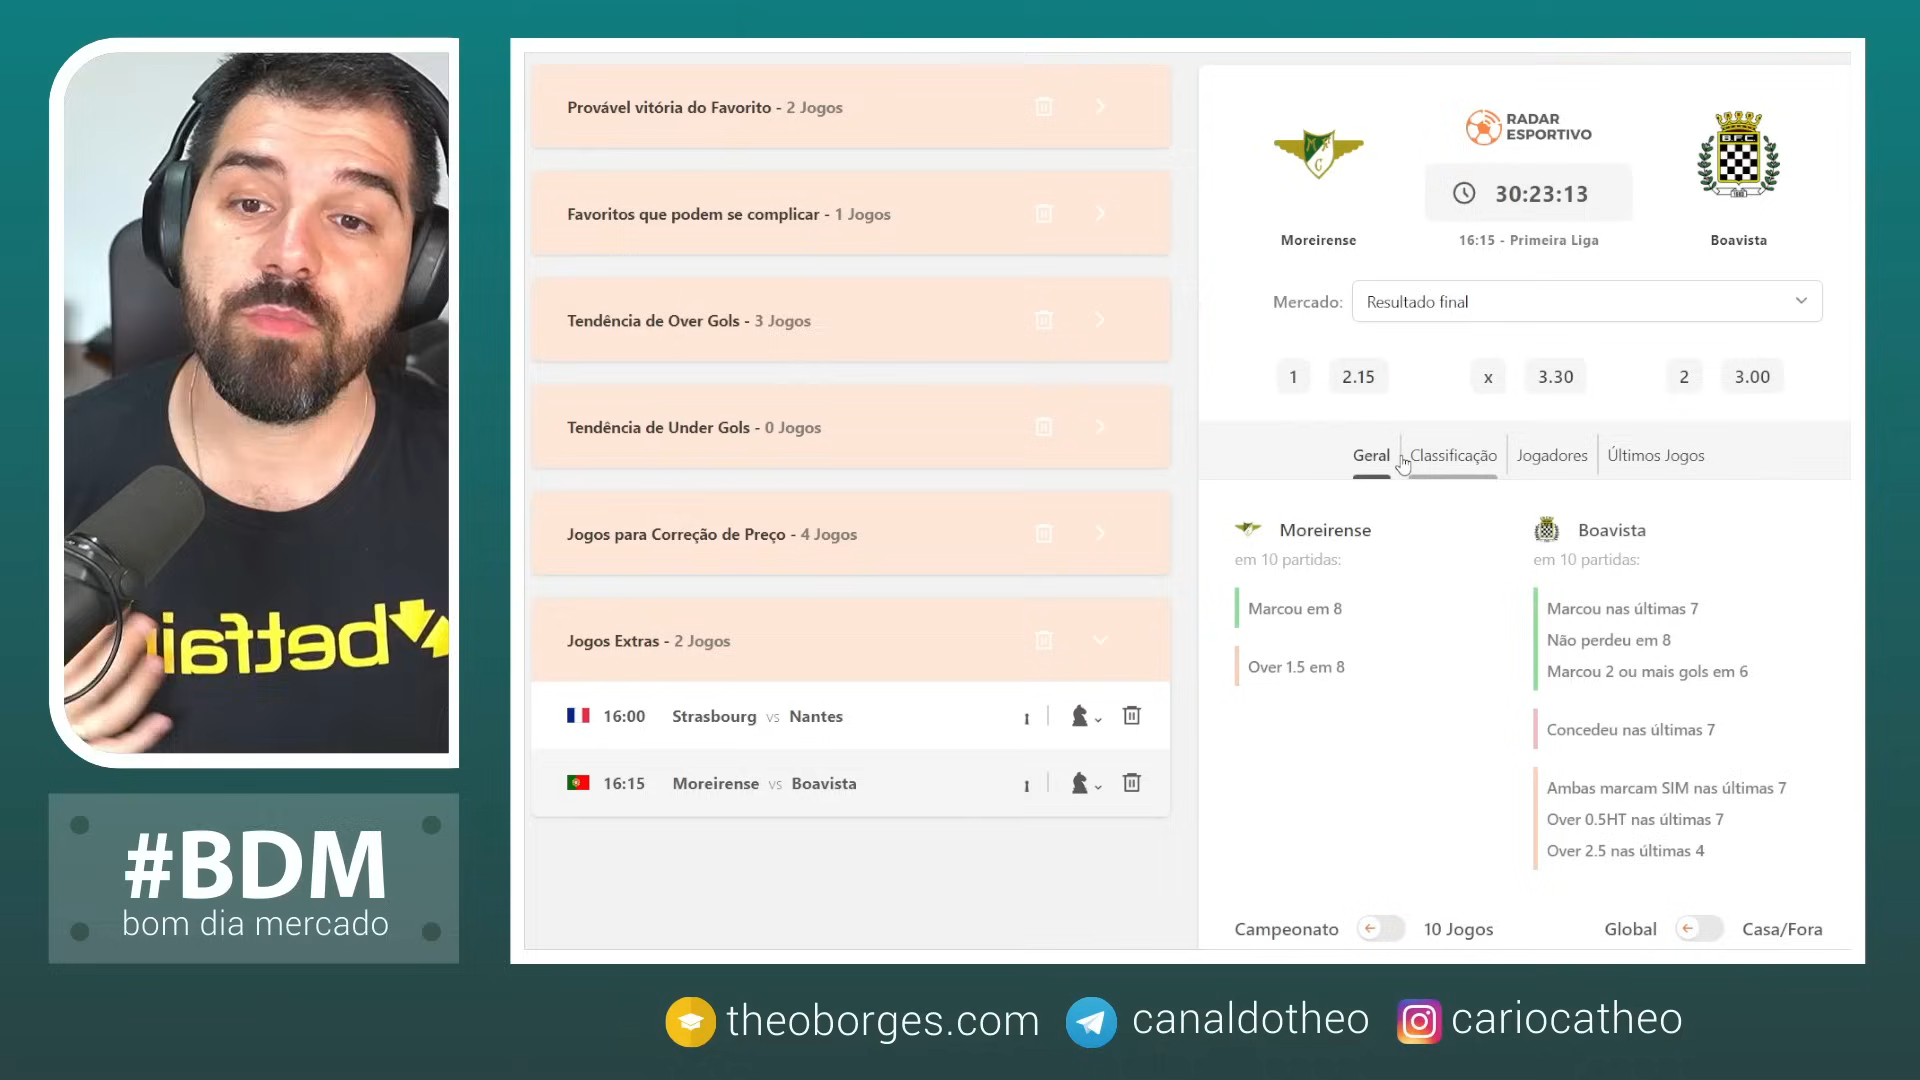 betfair
#BDM
bom dia mercado
Provável vitória do Favorito - 2 Jogos
Favoritos que podem se complicar - 1 Jogos
Tendência de Over Gols - 3 Jogos
Tendência de Under Gols - 0 Jogos
Jogos para Correção de Preço - 4 Jogos
Jogos Extras - 2 Jogos
16:00 Strasbourg vs Nantes
16:15 Moreirense vs Boavista
RADAR
ESPORTIVO
B.F.C.
30:23:13
Moreirense
16:15 - Primeira Liga
Boavista
Mercado: Resultado final
1 2.15 x 3.30 2 3.00
Geral Classificação Jogadores Últimos Jogos
Moreirense
em 10 partidas:
Marcou em 8
Over 1.5 em 8
Boavista
em 10 partidas:
Marcou nas últimas 7
Não perdeu em 8
Marcou 2 ou mais gols em 6
Concedeu nas últimas 7
Ambas marcam SIM nas últimas 7
Over 0.5HT nas últimas 7
Over 2.5 nas últimas 4
Campeonato 10 Jogos Global Casa/Fora
theoborges.com canaldotheo cariocatheo